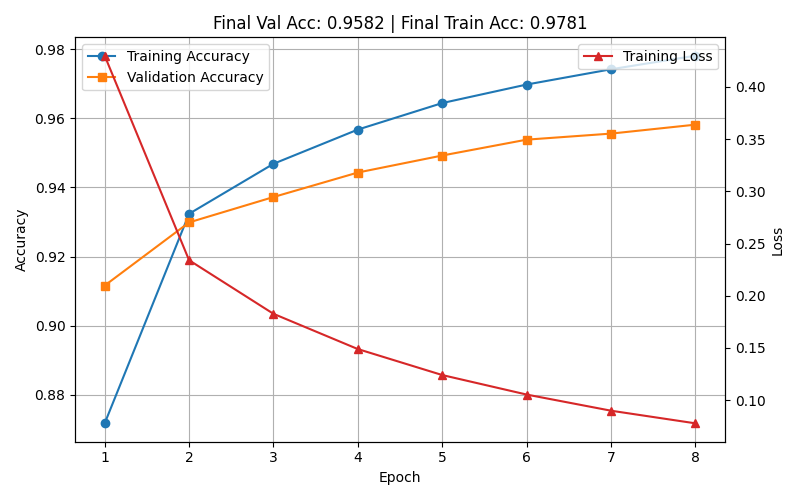 Final Val Acc: 0.9582 | Final Train Acc: 0.9781
Training Accuracy
Validation Accuracy
Training Loss
Accuracy
0.98
0.96
0.94
0.92
0.90
0.88
Loss
0.40
0.35
0.30
0.25
0.20
0.15
0.10
1 2 3 4 5 6 7 8
Epoch